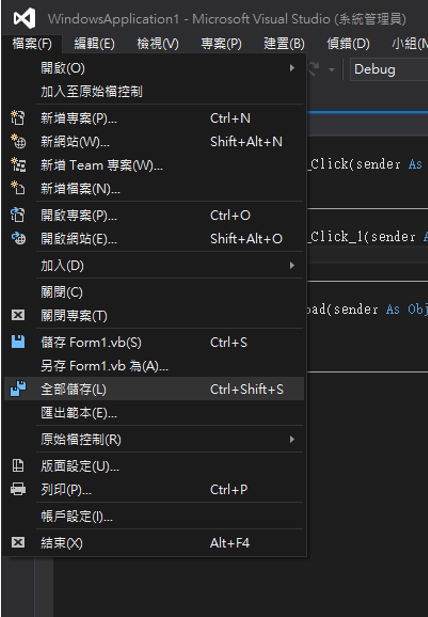 WindowsApplication1 - Microsoft Visual Studio (系統管理員)
檔案(F) 編輯(E) 檢視(V) 專案(P) 建置(B) 偵錯(D) 小組(M
Debug
開啟(O)
加入至原始檔控制
新增專案(P)... Ctrl+N
新網站(W)... Shift+Alt+N
新增 Team 專案(W)...
_Click(sender As
新增檔案(N)...
開啟專案(P)... Ctrl+O
開啟網站(E)... Shift+Alt+O
_Click_1(sender A
加入(D)
關閉(C)
關閉專案(T)
oad(sender As Obj
儲存 Form1.vb(S) Ctrl+S
另存 Form1.vb 為(A)...
全部儲存(L) Ctrl+Shift+S
匯出範本(E)...
原始檔控制(R)
版面設定(U)...
列印(P)... Ctrl+P
帳戶設定(I)...
結束(X) Alt+F4